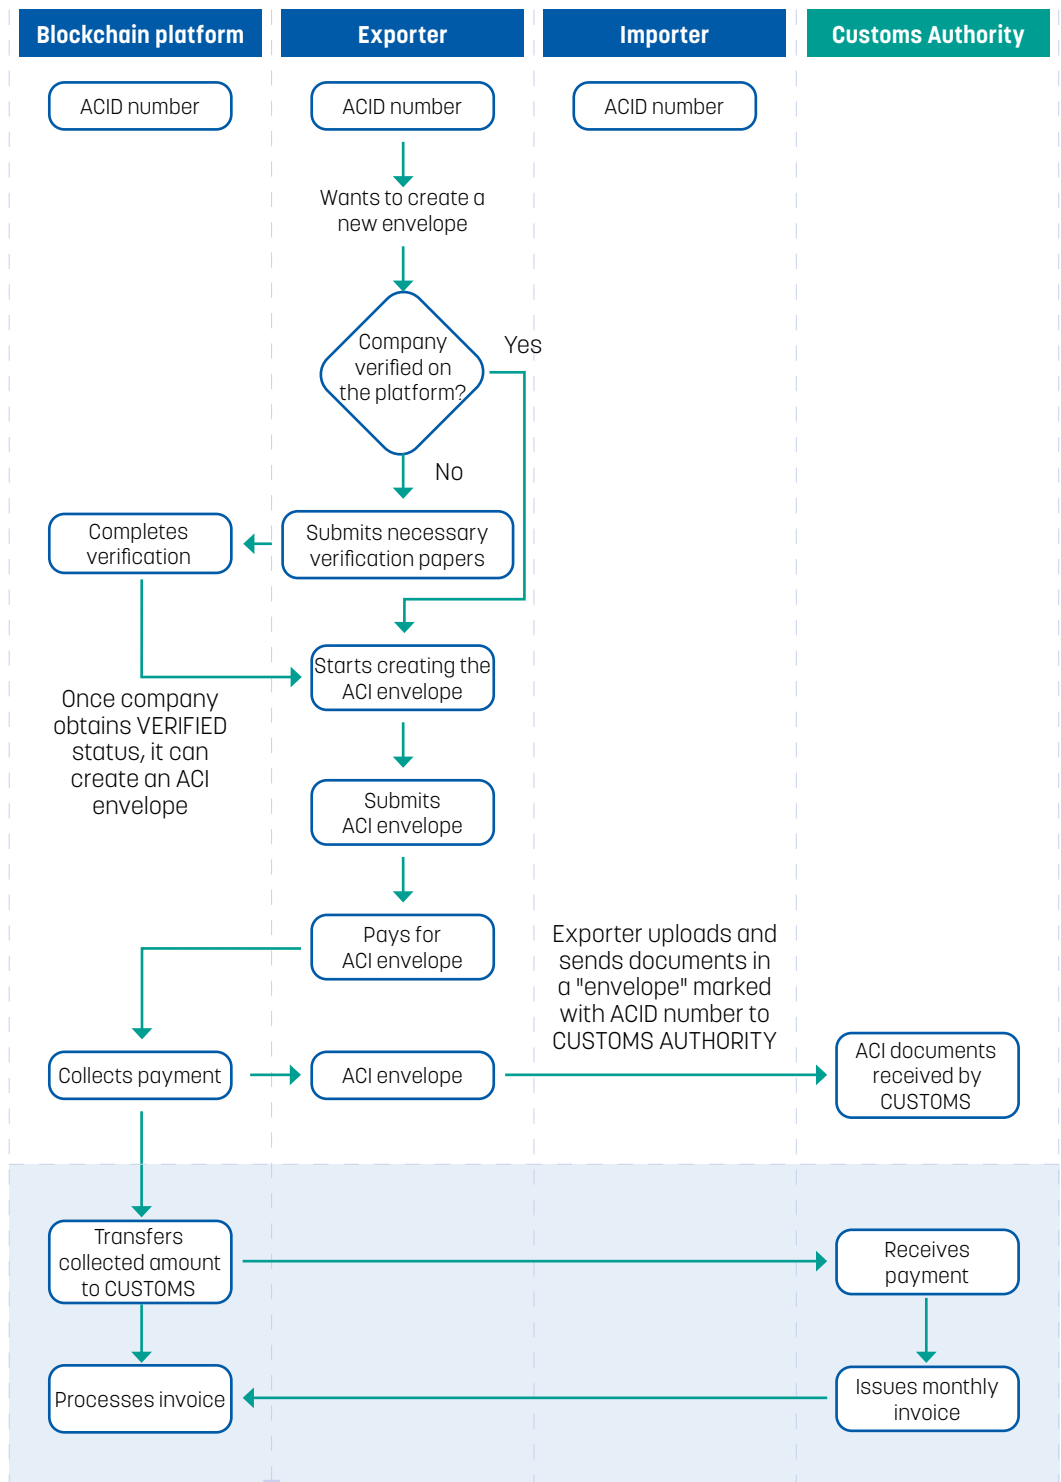 Blockchain platform
Exporter
Importer
Customs Authority
ACID number
ACID number
ACID number
Wants to create a
new envelope
Company
verified on
the platform?
Yes
No
Completes
verification
Submits necessary
verification papers
Starts creating the
ACI envelope
Once company
obtains VERIFIED
status, it can
create an ACI
envelope
Submits
ACI envelope
Pays for
ACI envelope
Exporter uploads and
sends documents in
a "envelope" marked
with ACID number to
CUSTOMS AUTHORITY
Collects payment
ACI envelope
ACI documents
received by
CUSTOMS
Transfers
collected amount
to CUSTOMS
Receives
payment
Processes invoice
Issues monthly
invoice